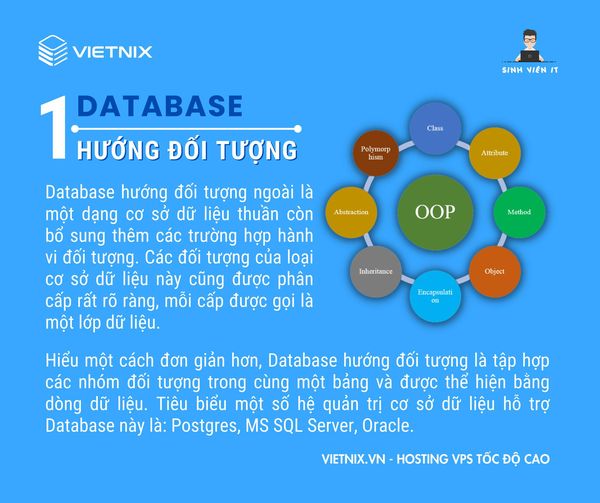 VIETNIX
SINH VIÊN IT
1
DATABASE
HƯỚNG ĐỐI TƯỢNG
Database hướng đối tượng ngoài là
một dạng cơ sở dữ liệu thuần còn
bổ sung thêm các trường hợp hành
vi đối tượng. Các đối tượng của loại
cơ sở dữ liệu này cũng được phân
cấp rất rõ ràng, mỗi cấp được gọi là
một lớp dữ liệu.
Class
Attribute
Method
Object
Encapsulati
on
Inheritance
Abstraction
Polymorp
hism
OOP
Hiểu một cách đơn giản hơn, Database hướng đối tượng là tập hợp
các nhóm đối tượng trong cùng một bảng và được thể hiện bằng
dòng dữ liệu. Tiêu biểu một số hệ quản trị cơ sở dữ liệu hỗ trợ
Database này là: Postgres, MS SQL Server, Oracle.
VIETNIX.VN - HOSTING VPS TỐC ĐỘ CAO